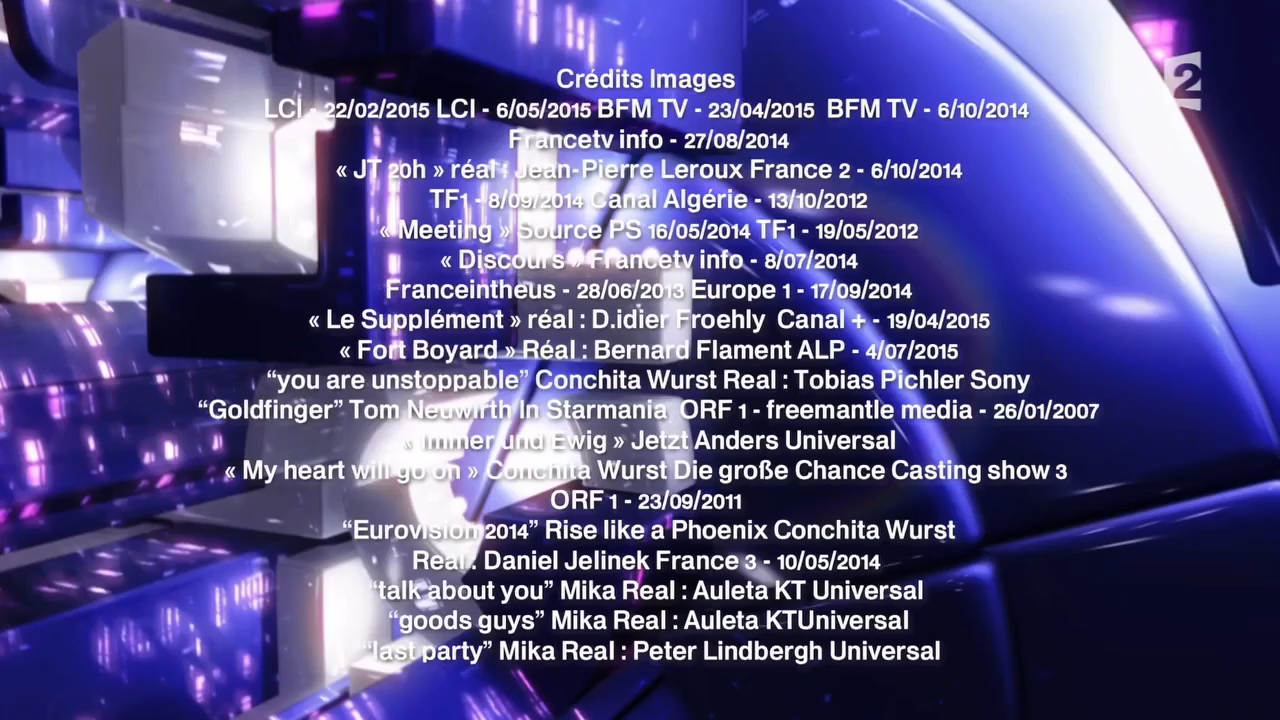 Crédits Images
LCI - 22/02/2015 LCI - 6/05/2015 BFM TV - 23/04/2015 BFM TV - 6/10/2014
Francetv info - 27/08/2014
« JT 20h » réal : Jean-Pierre Leroux France 2 - 6/10/2014
TF1 - 8/09/2014 Canal Algérie - 13/10/2012
« Meeting » Source PS 16/05/2014 TF1 - 19/05/2012
« Discours » Francetv info - 8/07/2014
Franceintheus - 28/06/2013 Europe 1 - 17/09/2014
« Le Supplément » réal : D.idier Froehly Canal + - 19/04/2015
« Fort Boyard » Réal : Bernard Flament ALP - 4/07/2015
“you are unstoppable” Conchita Wurst Real : Tobias Pichler Sony
“Goldfinger” Tom Neuwirth In Starmania ORF 1 - freemantle media - 26/01/2007
« Immer und Ewig » Jetzt Anders Universal
« My heart will go on » Conchita Wurst Die große Chance Casting show 3
ORF 1 - 23/09/2011
“Eurovision 2014” Rise like a Phoenix Conchita Wurst
Real : Daniel Jelinek France 3 - 10/05/2014
“talk about you” Mika Real : Auleta KT Universal
“goods guys” Mika Real : Auleta KTUniversal
“last party” Mika Real : Peter Lindbergh Universal
2